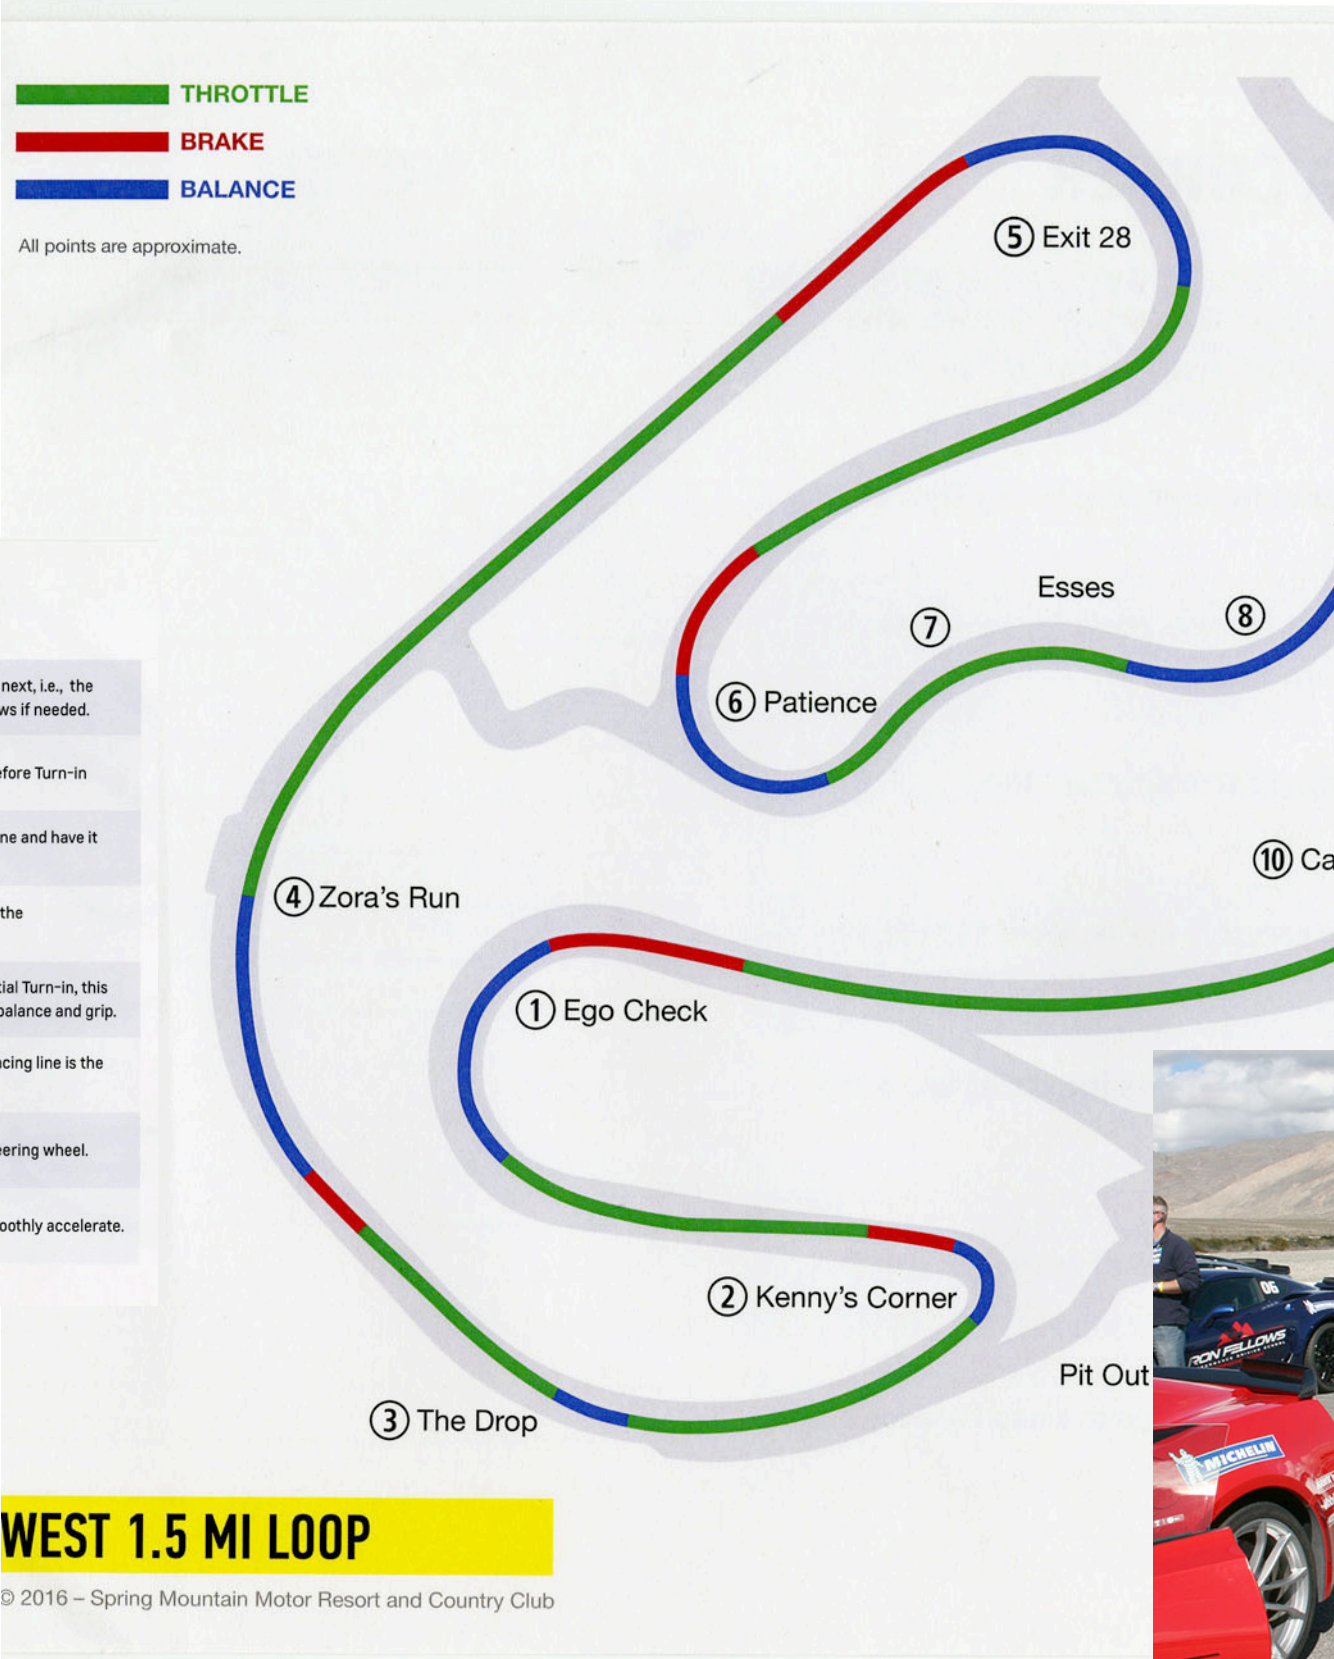 THROTTLE
BRAKE
BALANCE
All points are approximate.
5 Exit 28
Esses
7
8
6 Patience
next, i.e., the
ws if needed.
efore Turn-in
ne and have it
the
tial Turn-in, this
balance and grip.
acing line is the
eering wheel.
oothly accelerate.
10 Ca
4 Zora's Run
1 Ego Check
2 Kenny's Corner
Pit Out
3 The Drop
06
RON FELLOWS
MICHELIN
WEST 1.5 MI LOOP
© 2016 – Spring Mountain Motor Resort and Country Club